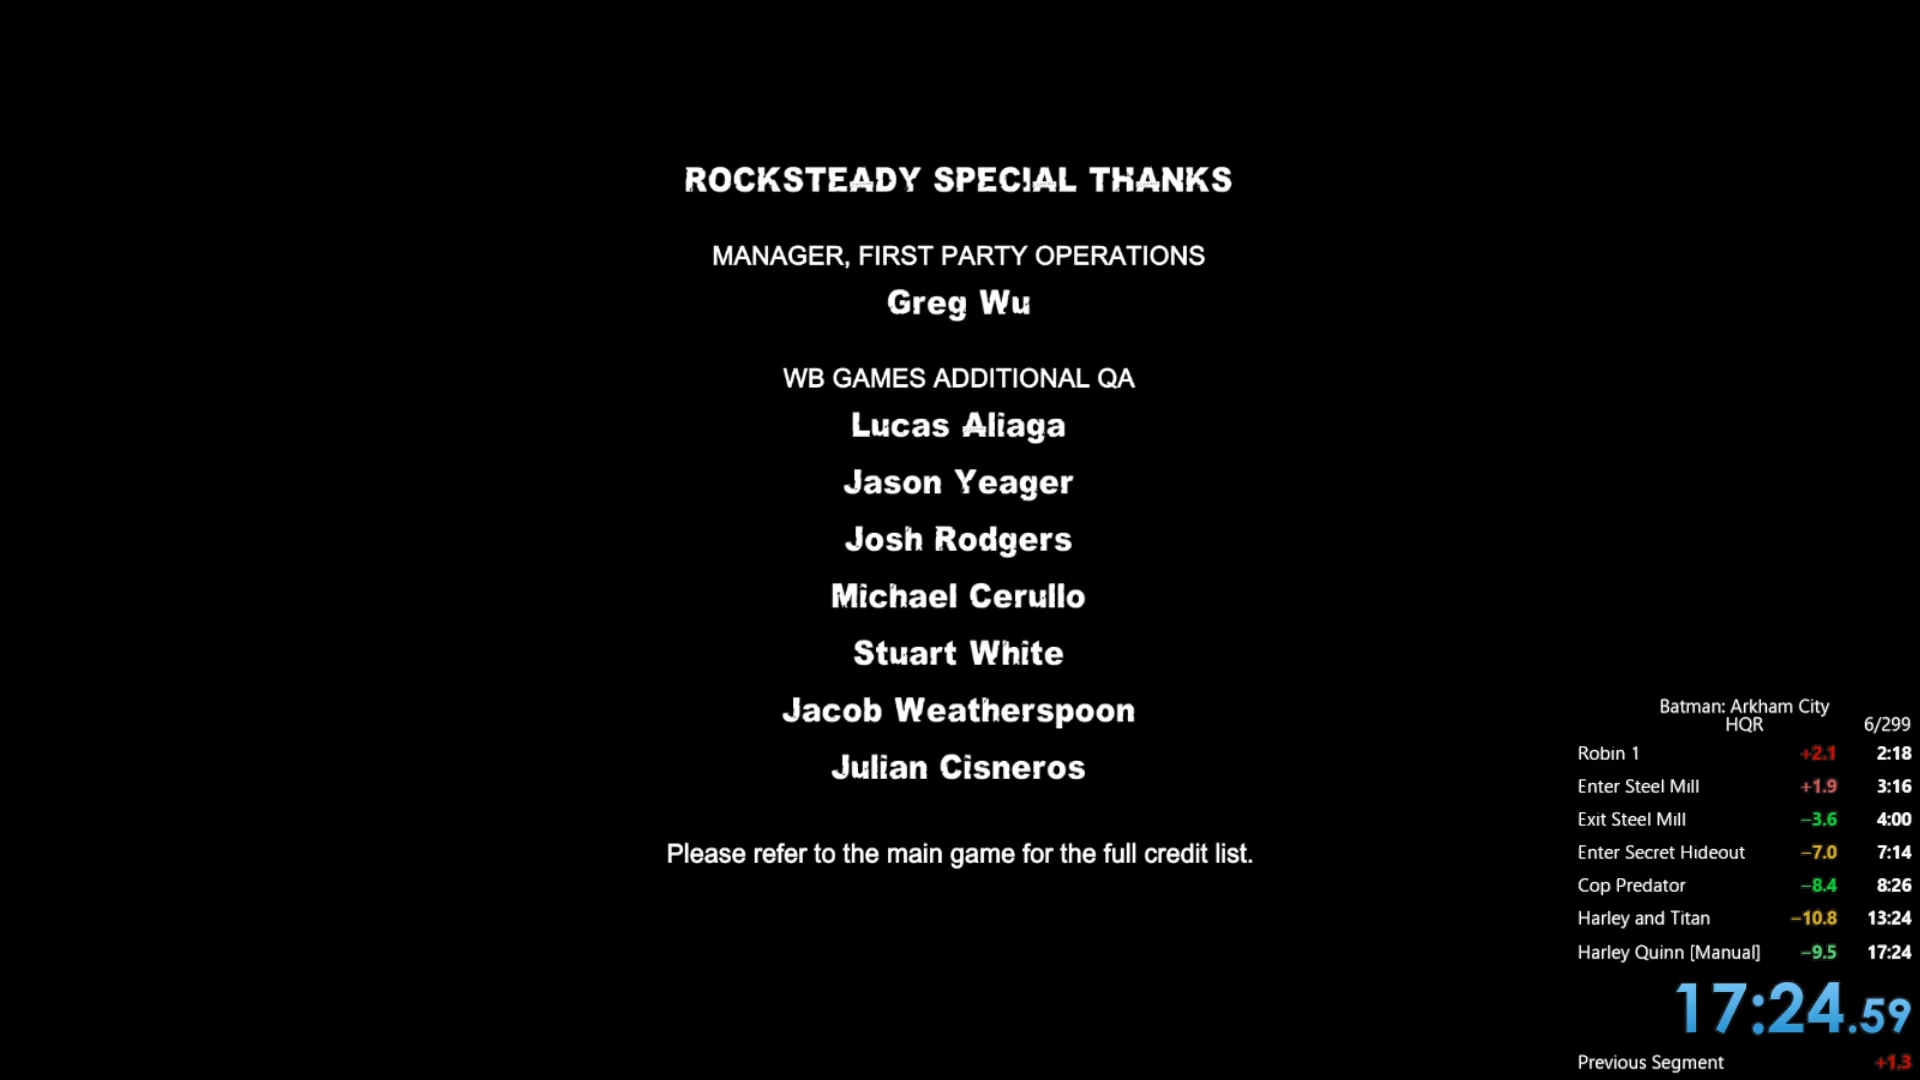 ROCKSTEADY SPECIAL THANKS
MANAGER, FIRST PARTY OPERATIONS
Greg Wu
WB GAMES ADDITIONAL QA
Lucas Aliaga
Jason Yeager
Josh Rodgers
Michael Cerullo
Stuart White
Jacob Weatherspoon
Julian Cisneros
Please refer to the main game for the full credit list.
Batman: Arkham City
HQR 6/299
Robin 1 +2.1 2:18
Enter Steel Mill +1.9 3:16
Exit Steel Mill −3.6 4:00
Enter Secret Hideout −7.0 7:14
Cop Predator −8.4 8:26
Harley and Titan −10.8 13:24
Harley Quinn [Manual] −9.5 17:24
17:24.59
Previous Segment +1.3